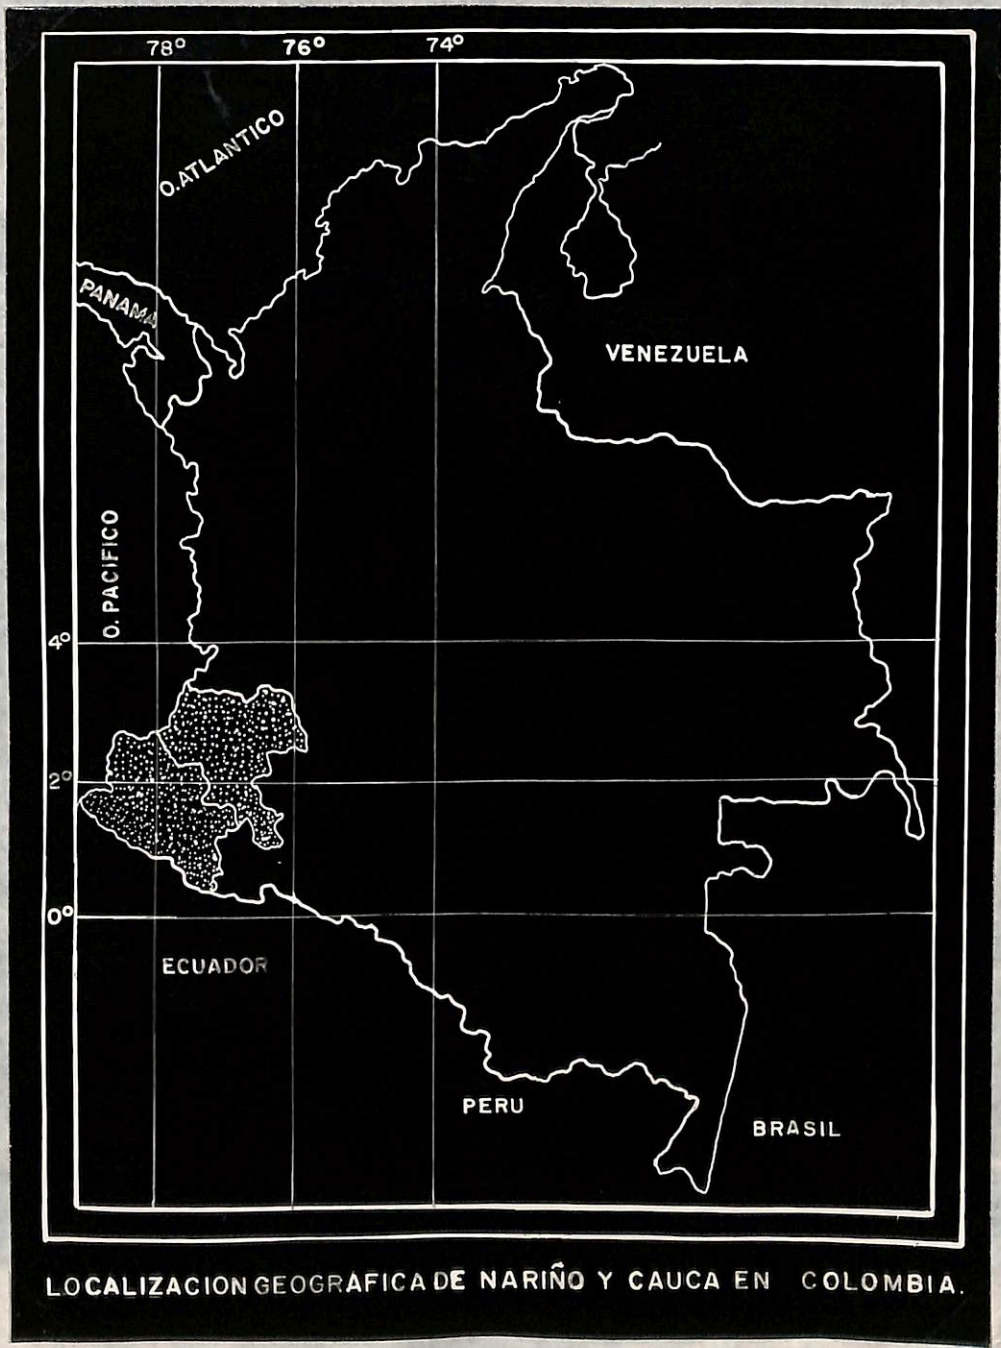 78° 76° 74°
O. ATLANTICO
PANAMA
VENEZUELA
O. PACIFICO
4°
2°
0°
ECUADOR
PERU
BRASIL
LOCALIZACION GEOGRAFICA DE NARIÑO Y CAUCA EN COLOMBIA.